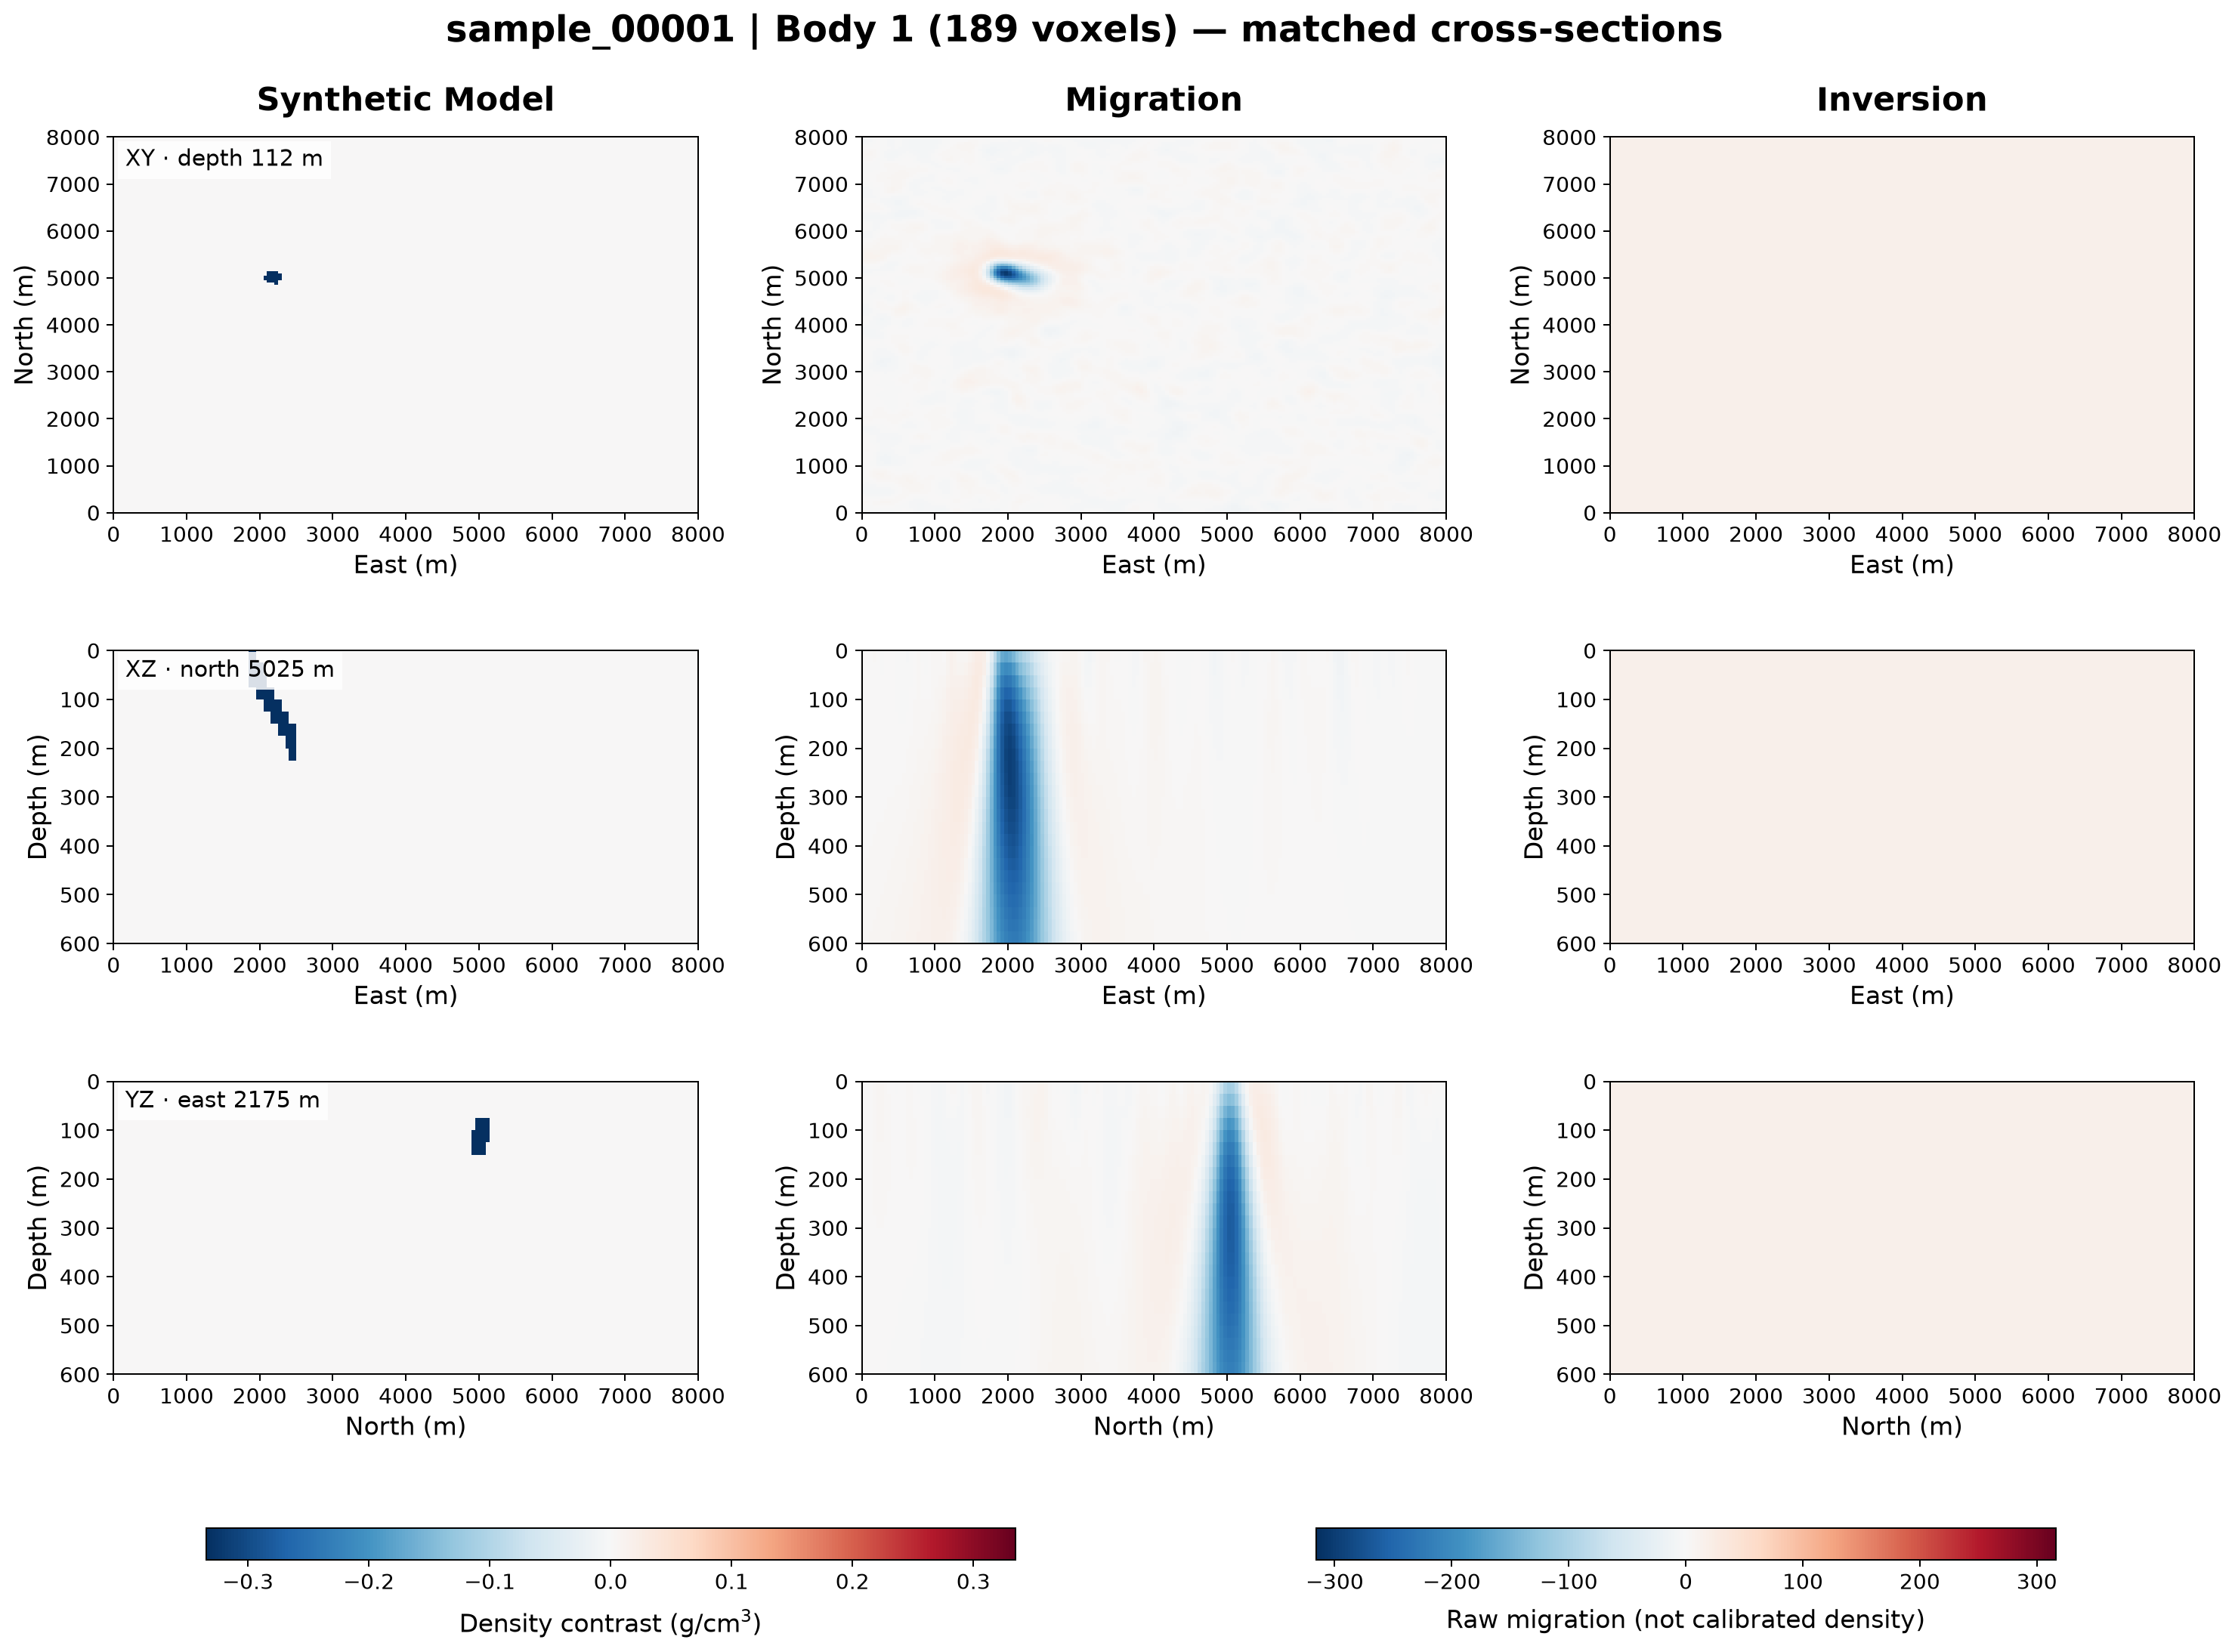 sample_00001 | Body 1 (189 voxels) — matched cross-sections
Synthetic Model
Migration
Inversion
XY · depth 112 m
8000
7000
6000
5000
4000
3000
2000
1000
0
North (m)
0 1000 2000 3000 4000 5000 6000 7000 8000
East (m)
8000
7000
6000
5000
4000
3000
2000
1000
0
North (m)
0 1000 2000 3000 4000 5000 6000 7000 8000
East (m)
8000
7000
6000
5000
4000
3000
2000
1000
0
North (m)
0 1000 2000 3000 4000 5000 6000 7000 8000
East (m)
XZ · north 5025 m
0
100
200
300
400
500
600
Depth (m)
0 1000 2000 3000 4000 5000 6000 7000 8000
East (m)
0
100
200
300
400
500
600
Depth (m)
0 1000 2000 3000 4000 5000 6000 7000 8000
East (m)
0
100
200
300
400
500
600
Depth (m)
0 1000 2000 3000 4000 5000 6000 7000 8000
East (m)
YZ · east 2175 m
0
100
200
300
400
500
600
Depth (m)
0 1000 2000 3000 4000 5000 6000 7000 8000
North (m)
0
100
200
300
400
500
600
Depth (m)
0 1000 2000 3000 4000 5000 6000 7000 8000
North (m)
0
100
200
300
400
500
600
Depth (m)
0 1000 2000 3000 4000 5000 6000 7000 8000
North (m)
−0.3 −0.2 −0.1 0.0 0.1 0.2 0.3
Density contrast (g/cm³)
−300 −200 −100 0 100 200 300
Raw migration (not calibrated density)